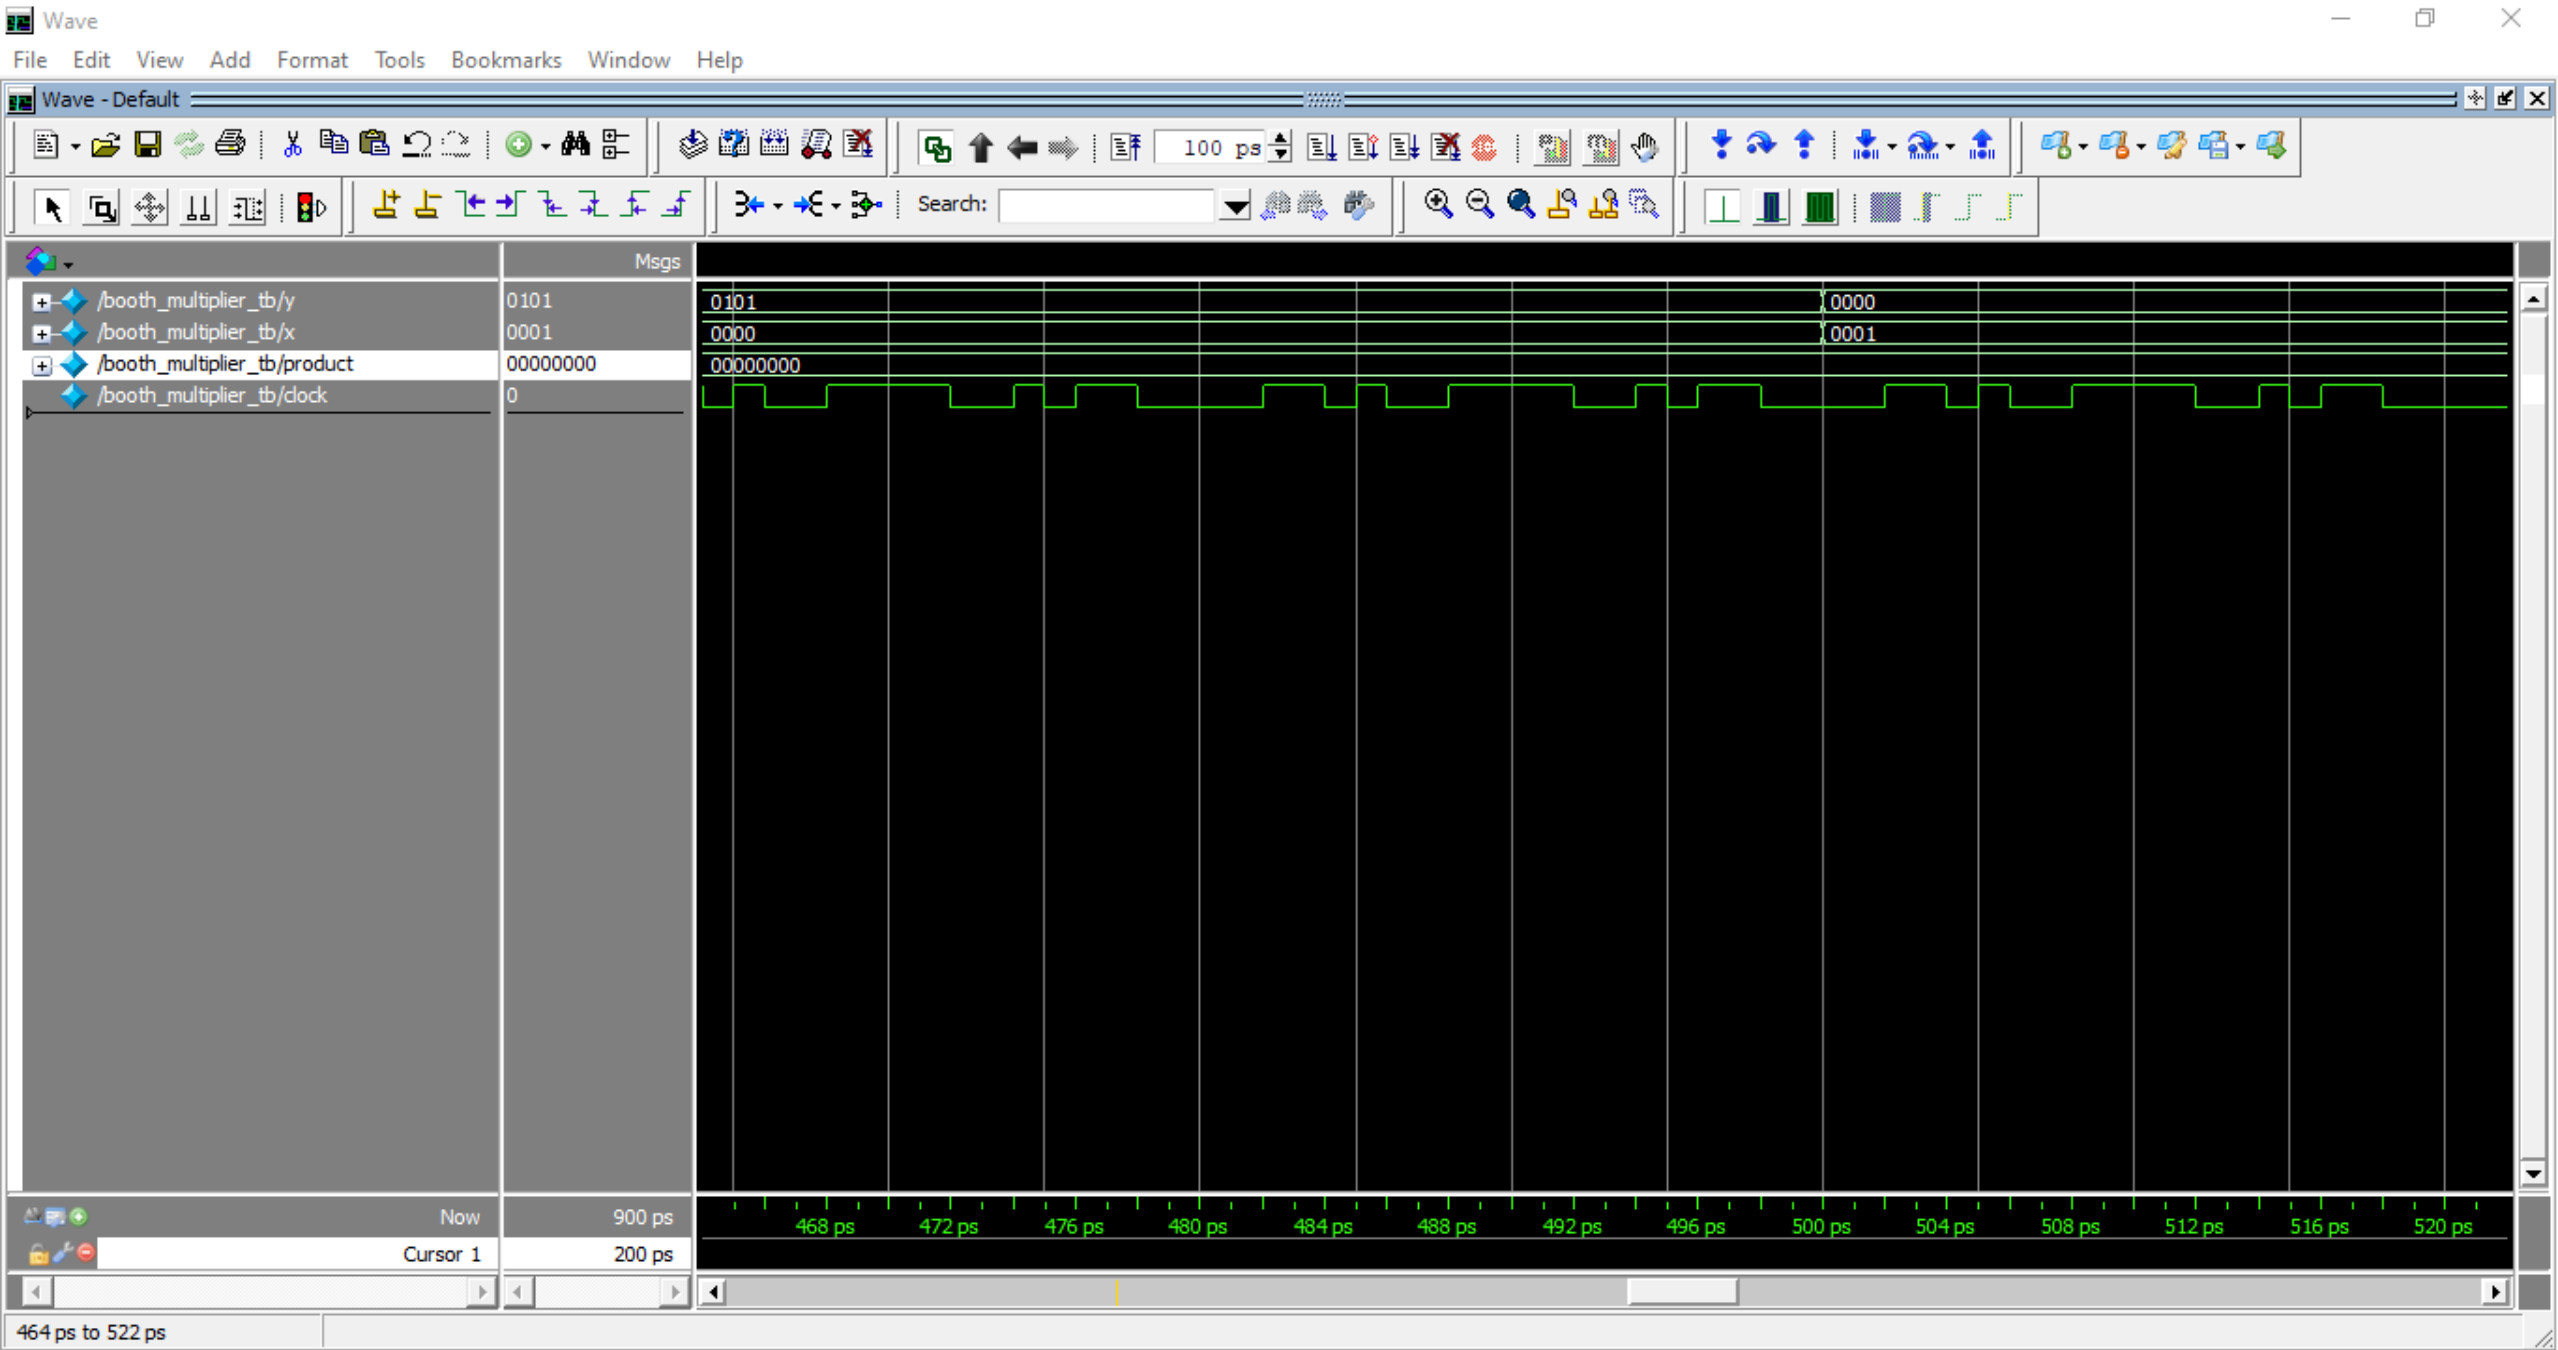 Wave
File Edit View Add Format Tools Bookmarks Window Help
Wave - Default
100 ps
Search:
Msgs
/booth_multiplier_tb/y 0101 0101 0000
/booth_multiplier_tb/x 0001 0000 0001
/booth_multiplier_tb/product 00000000 00000000
/booth_multiplier_tb/clock 0
Now 900 ps 468 ps 472 ps 476 ps 480 ps 484 ps 488 ps 492 ps 496 ps 500 ps 504 ps 508 ps 512 ps 516 ps 520 ps
Cursor 1 200 ps
464 ps to 522 ps